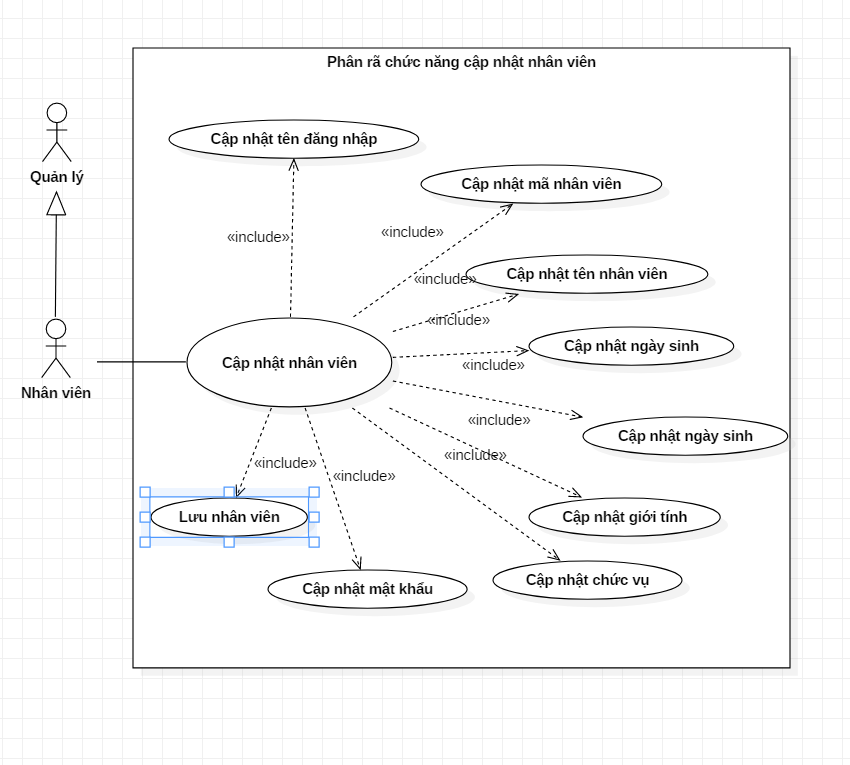 Phân rã chức năng cập nhật nhân viên
Cập nhật tên đăng nhập
Quản lý
Cập nhật mã nhân viên
«include»
«include»
Cập nhật tên nhân viên
«include»
«include»
Cập nhật ngày sinh
Cập nhật nhân viên
«include»
Nhân viên
«include»
Cập nhật ngày sinh
«include»
«include»
«include»
Lưu nhân viên
Cập nhật giới tính
Cập nhật mật khẩu
Cập nhật chức vụ